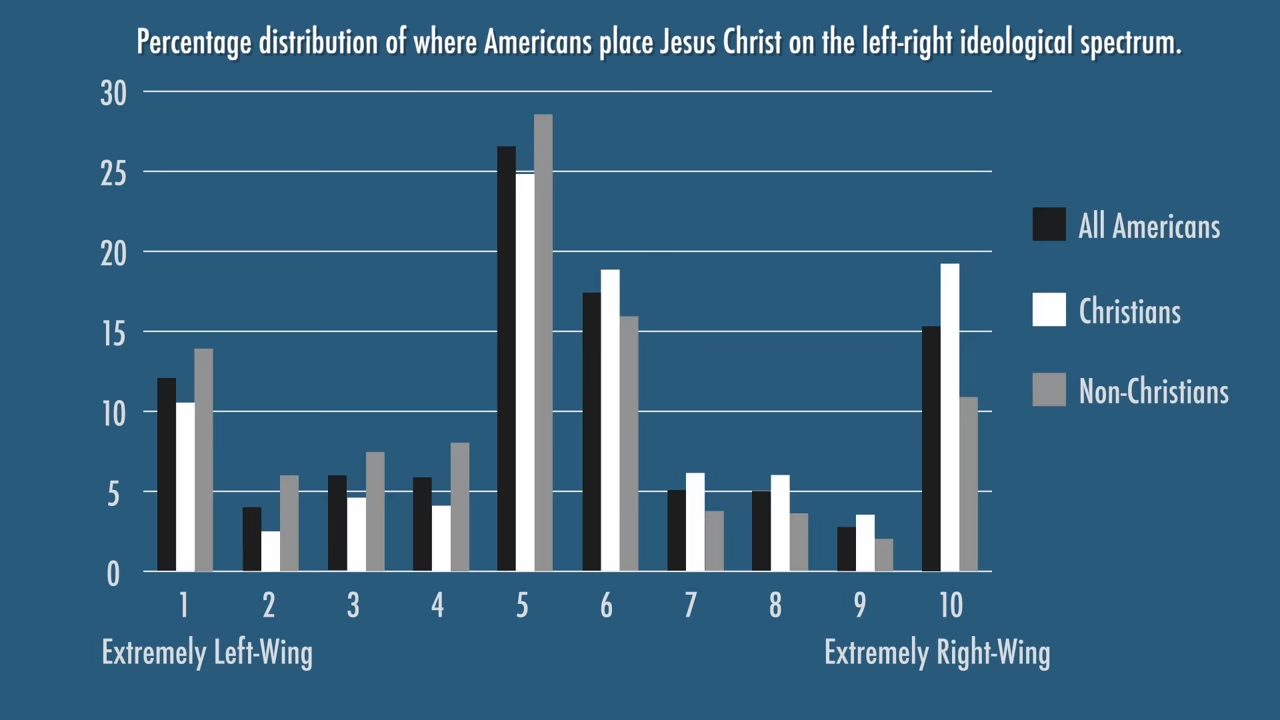 Percentage distribution of where Americans place Jesus Christ on the left-right ideological spectrum.
30
25
20
15
10
5
0
1 2 3 4 5 6 7 8 9 10
Extremely Left-Wing Extremely Right-Wing
All Americans
Christians
Non-Christians